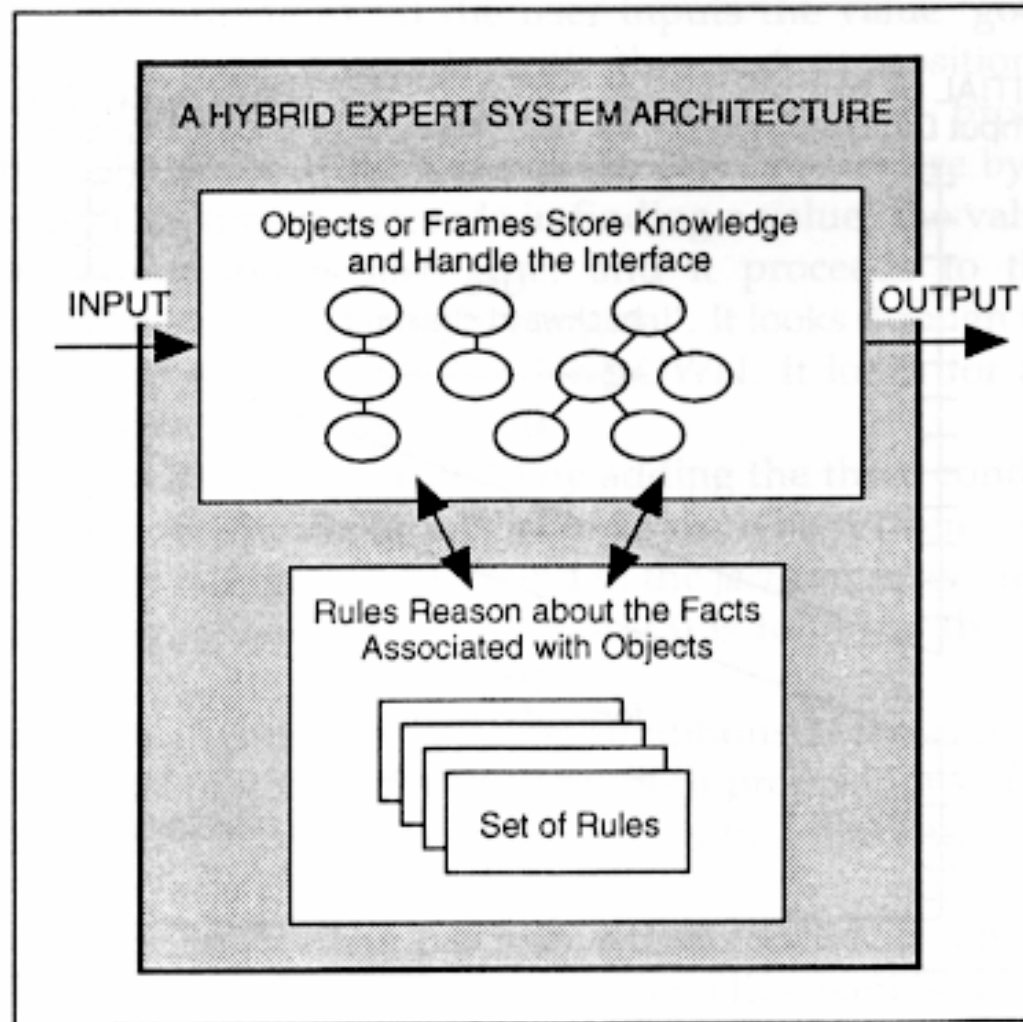 A HYBRID EXPERT SYSTEM ARCHITECTURE
Objects or Frames Store Knowledge
and Handle the Interface
INPUT
OUTPUT
Rules Reason about the Facts
Associated with Objects
Set of Rules